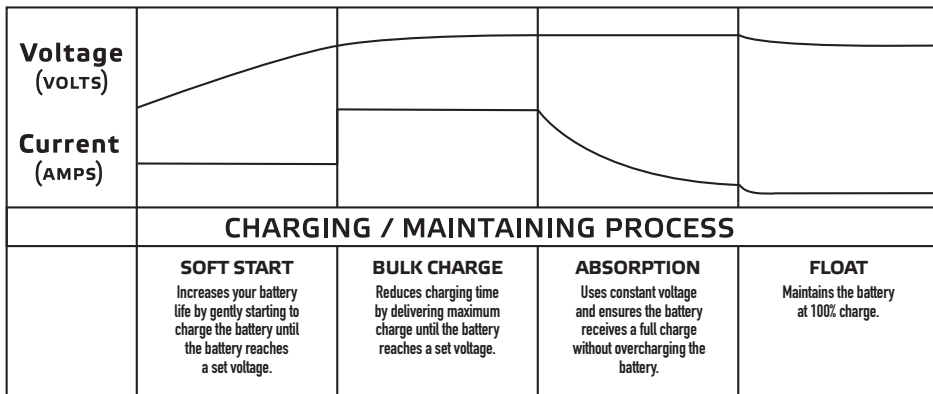 Voltage
(VOLTS)
Current
(AMPS)
CHARGING / MAINTAINING PROCESS
SOFT START
Increases your battery
life by gently starting to
charge the battery until
the battery reaches
a set voltage.
BULK CHARGE
Reduces charging time
by delivering maximum
charge until the battery
reaches a set voltage.
ABSORPTION
Uses constant voltage
and ensures the battery
receives a full charge
without overcharging the
battery.
FLOAT
Maintains the battery
at 100% charge.